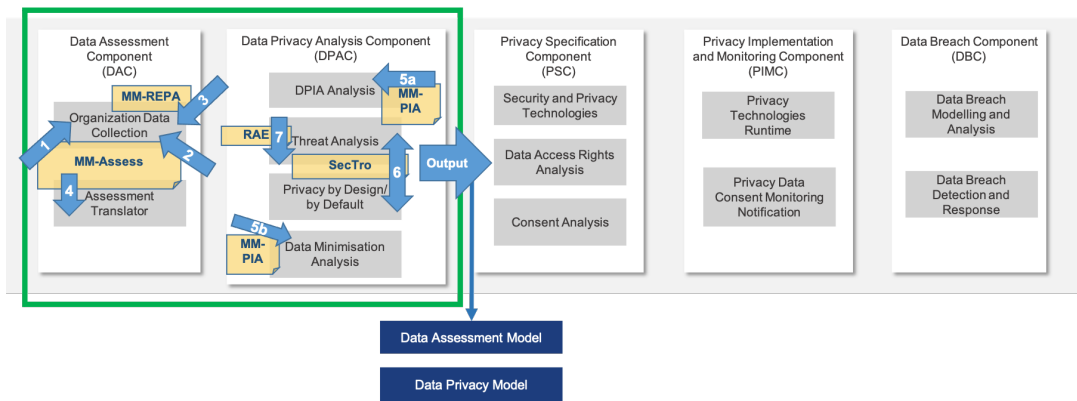 Data Assessment
Component
(DAC)
MM-REPA
3
Organization Data
Collection
1
2
MM-Assess
4
Assessment
Translator
Data Privacy Analysis Component
(DPAC)
5a
DPIA Analysis
MM-
PIA
RAE
7
Threat Analysis
SecTro
6
Output
Privacy by Design/
by Default
5b
MM-
PIA
Data Minimisation
Analysis
Privacy Specification
Component
(PSC)
Security and Privacy
Technologies
Data Access Rights
Analysis
Consent Analysis
Privacy Implementation
and Monitoring Component
(PIMC)
Privacy
Technologies
Runtime
Privacy Data
Consent Monitoring
Notification
Data Breach Component
(DBC)
Data Breach
Modelling and
Analysis
Data Breach
Detection and
Response
Data Assessment Model
Data Privacy Model